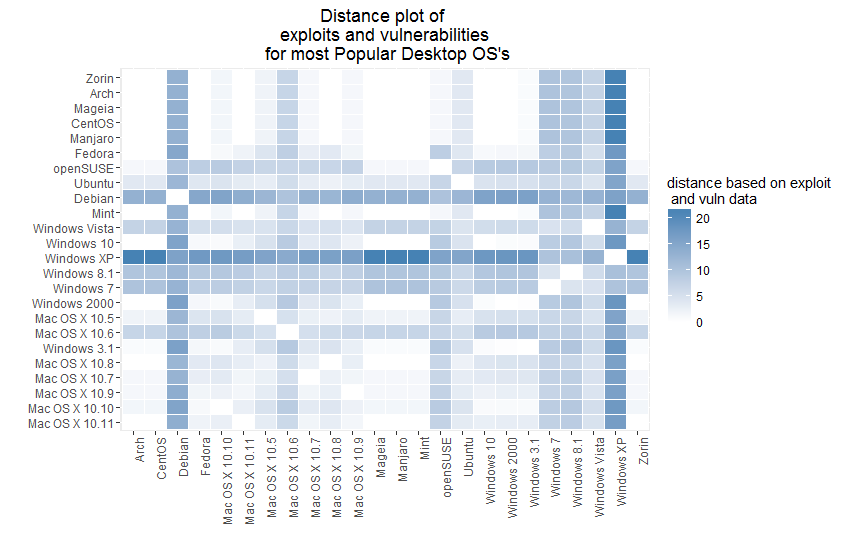 Distance plot of
exploits and vulnerabilities
for most Popular Desktop OS's
Zorin
Arch
Mageia
CentOS
Manjaro
Fedora
openSUSE
Ubuntu
Debian
Mint
Windows Vista
Windows 10
Windows XP
Windows 8.1
Windows 7
Windows 2000
Mac OS X 10.5
Mac OS X 10.6
Windows 3.1
Mac OS X 10.8
Mac OS X 10.7
Mac OS X 10.9
Mac OS X 10.10
Mac OS X 10.11
Arch
CentOS
Debian
Fedora
Mac OS X 10.10
Mac OS X 10.11
Mac OS X 10.5
Mac OS X 10.6
Mac OS X 10.7
Mac OS X 10.8
Mac OS X 10.9
Mageia
Manjaro
Mint
openSUSE
Ubuntu
Windows 10
Windows 2000
Windows 3.1
Windows 7
Windows 8.1
Windows Vista
Windows XP
Zorin
distance based on exploit
and vuln data
20
15
10
5
0